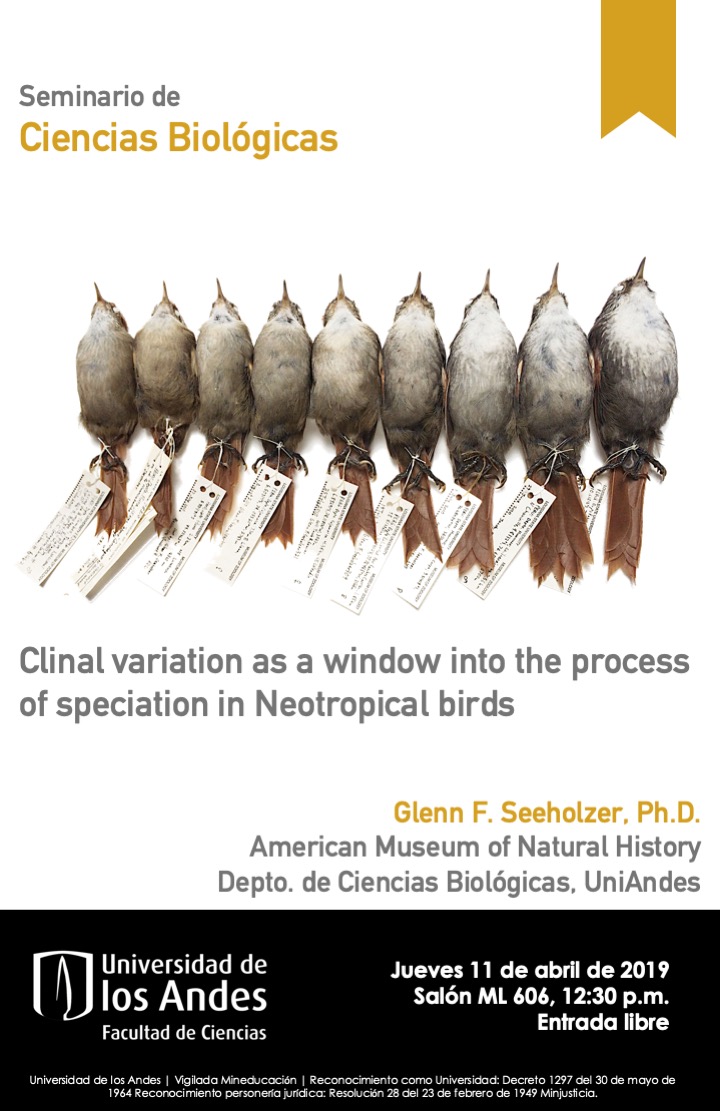 Seminario de
Ciencias Biológicas
Clinal variation as a window into the process
of speciation in Neotropical birds
Glenn F. Seeholzer, Ph.D.
American Museum of Natural History
Depto. de Ciencias Biológicas, UniAndes
Universidad de
los Andes
Facultad de Ciencias
Jueves 11 de abril de 2019
Salón ML 606, 12:30 p.m.
Entrada libre
Universidad de los Andes | Vigilada Mineducación | Reconocimiento como Universidad: Decreto 1297 del 30 de mayo de
1964 Reconocimiento personería jurídica: Resolución 28 del 23 de febrero de 1949 Minjusticia.